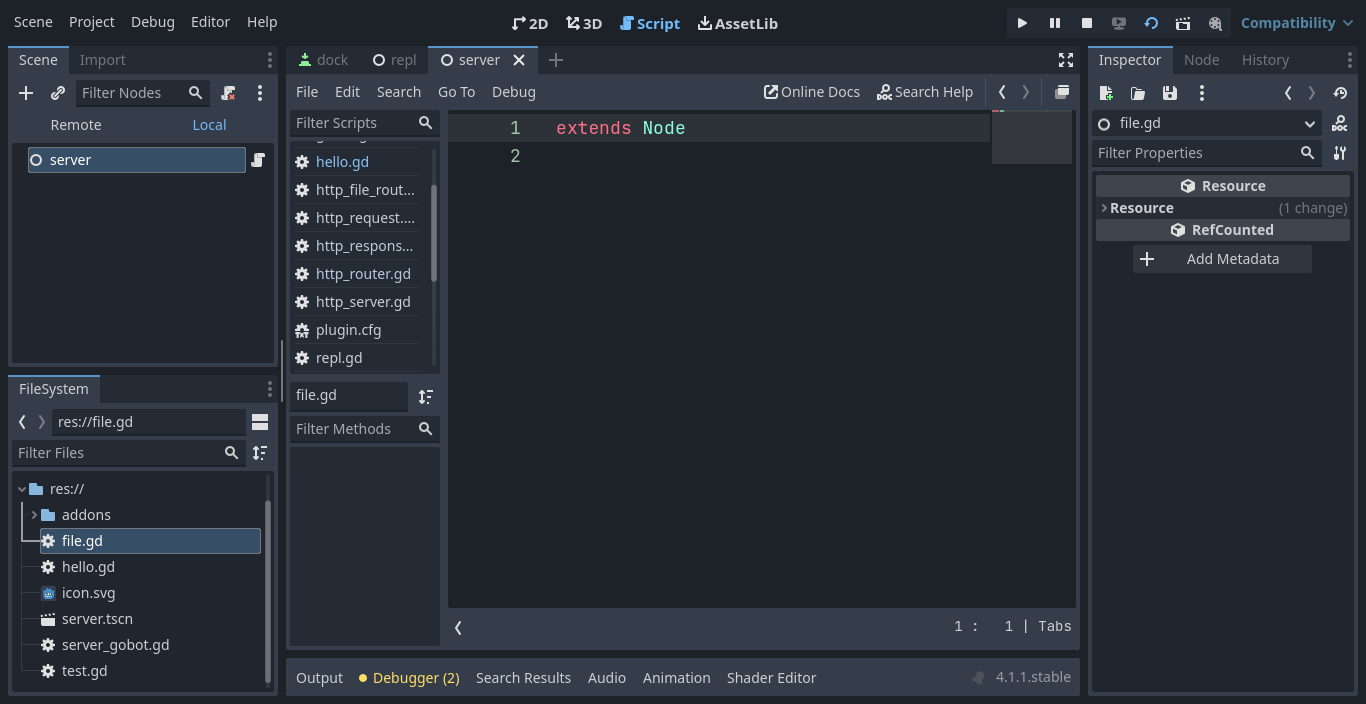 Scene Project Debug Editor Help
2D 3D Script AssetLib
Compatibility
Scene Import
Filter Nodes
Remote Local
server
FileSystem
res://file.gd
Filter Files
res://
addons
file.gd
hello.gd
icon.svg
server.tscn
server_gobot.gd
test.gd
dock repl server
File Edit Search Go To Debug
Online Docs Search Help
Filter Scripts
hello.gd
http_file_rout...
http_request....
http_respons...
http_router.gd
http_server.gd
plugin.cfg
repl.gd
file.gd
Filter Methods
1 extends Node
2
1 : 1 | Tabs
Output Debugger (2) Search Results Audio Animation Shader Editor
4.1.1.stable
Inspector Node History
file.gd
Filter Properties
Resource
Resource (1 change)
RefCounted
Add Metadata